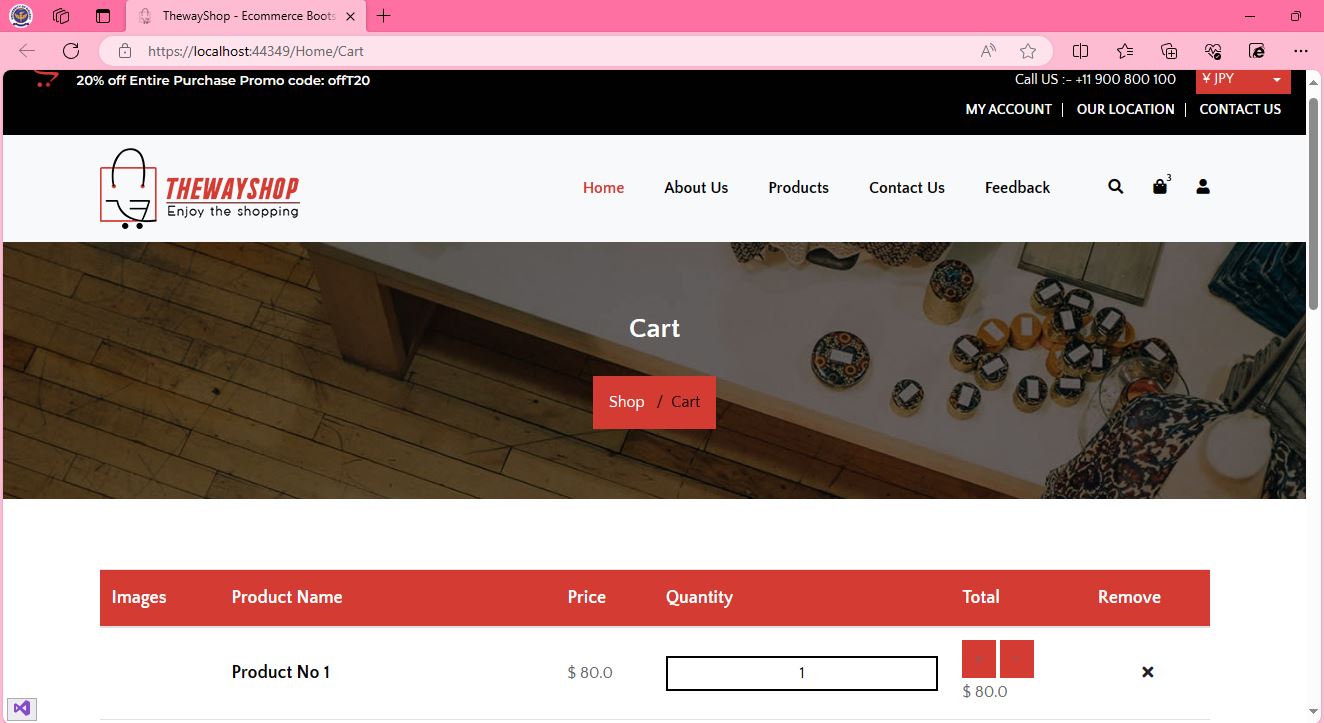 ThewayShop - Ecommerce Boots
https://localhost:44349/Home/Cart
20% off Entire Purchase Promo code: offT20
Call US :- +11 900 800 100
¥ JPY
MY ACCOUNT
OUR LOCATION
CONTACT US
THEWAYSHOP
Enjoy the shopping
Home
About Us
Products
Contact Us
Feedback
3
Cart
Shop / Cart
Images Product Name Price Quantity Total Remove
Product No 1 $ 80.0 1 $ 80.0